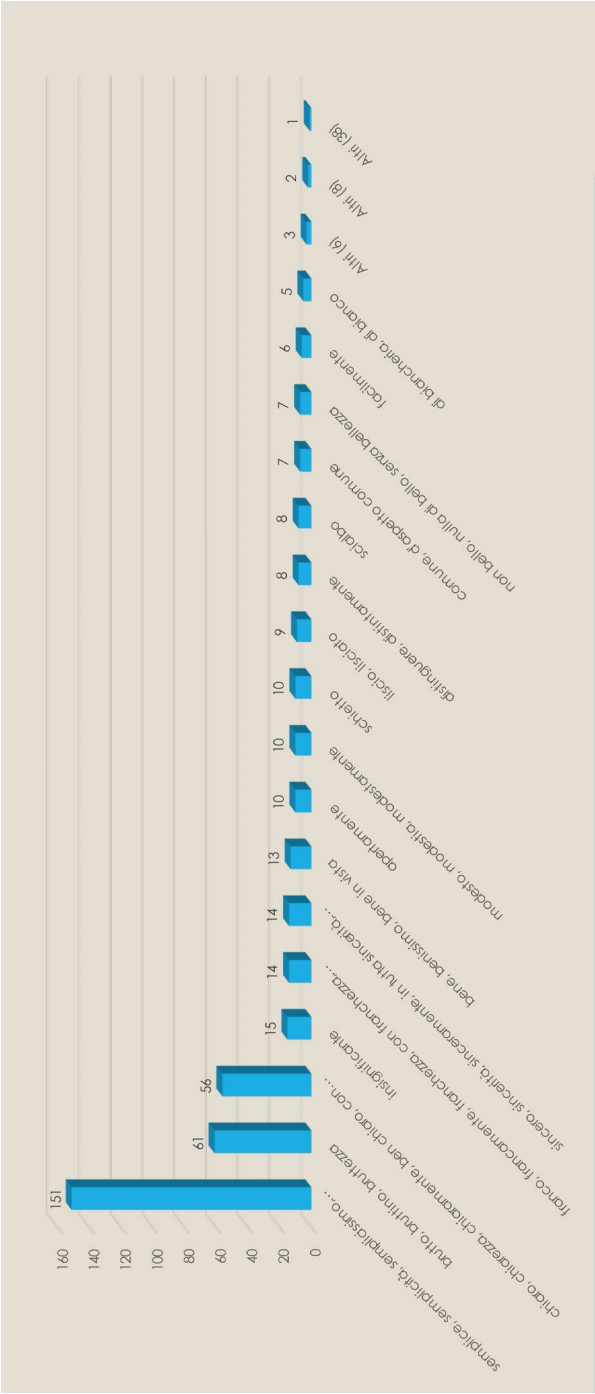 160
140
120
100
80
60
40
20
0
151
61
56
15
14
14
13
10
10
10
9
8
8
7
7
6
5
3
2
1
semplice, semplicità, semplicissimo,…
brutto, bruttino, bruttezza
chiaro, chiarezza, chiaramente, ben chiaro, con…
insignificante
franco, francamente, franchezza, con franchezza,…
sincero, sincerità, sinceramente, in tutta sincerità,…
bene, benissimo, bene in vista
apertamente
modesto, modestia, modestamente
schietto
liscio, lisciato
distinguere, distintamente
scialbo
comune, d'aspetto comune
non bello, nulla di bello, senza bellezza
facilmente
di biancheria, di bianco
Altri (6)
Altri (8)
Altri (38)